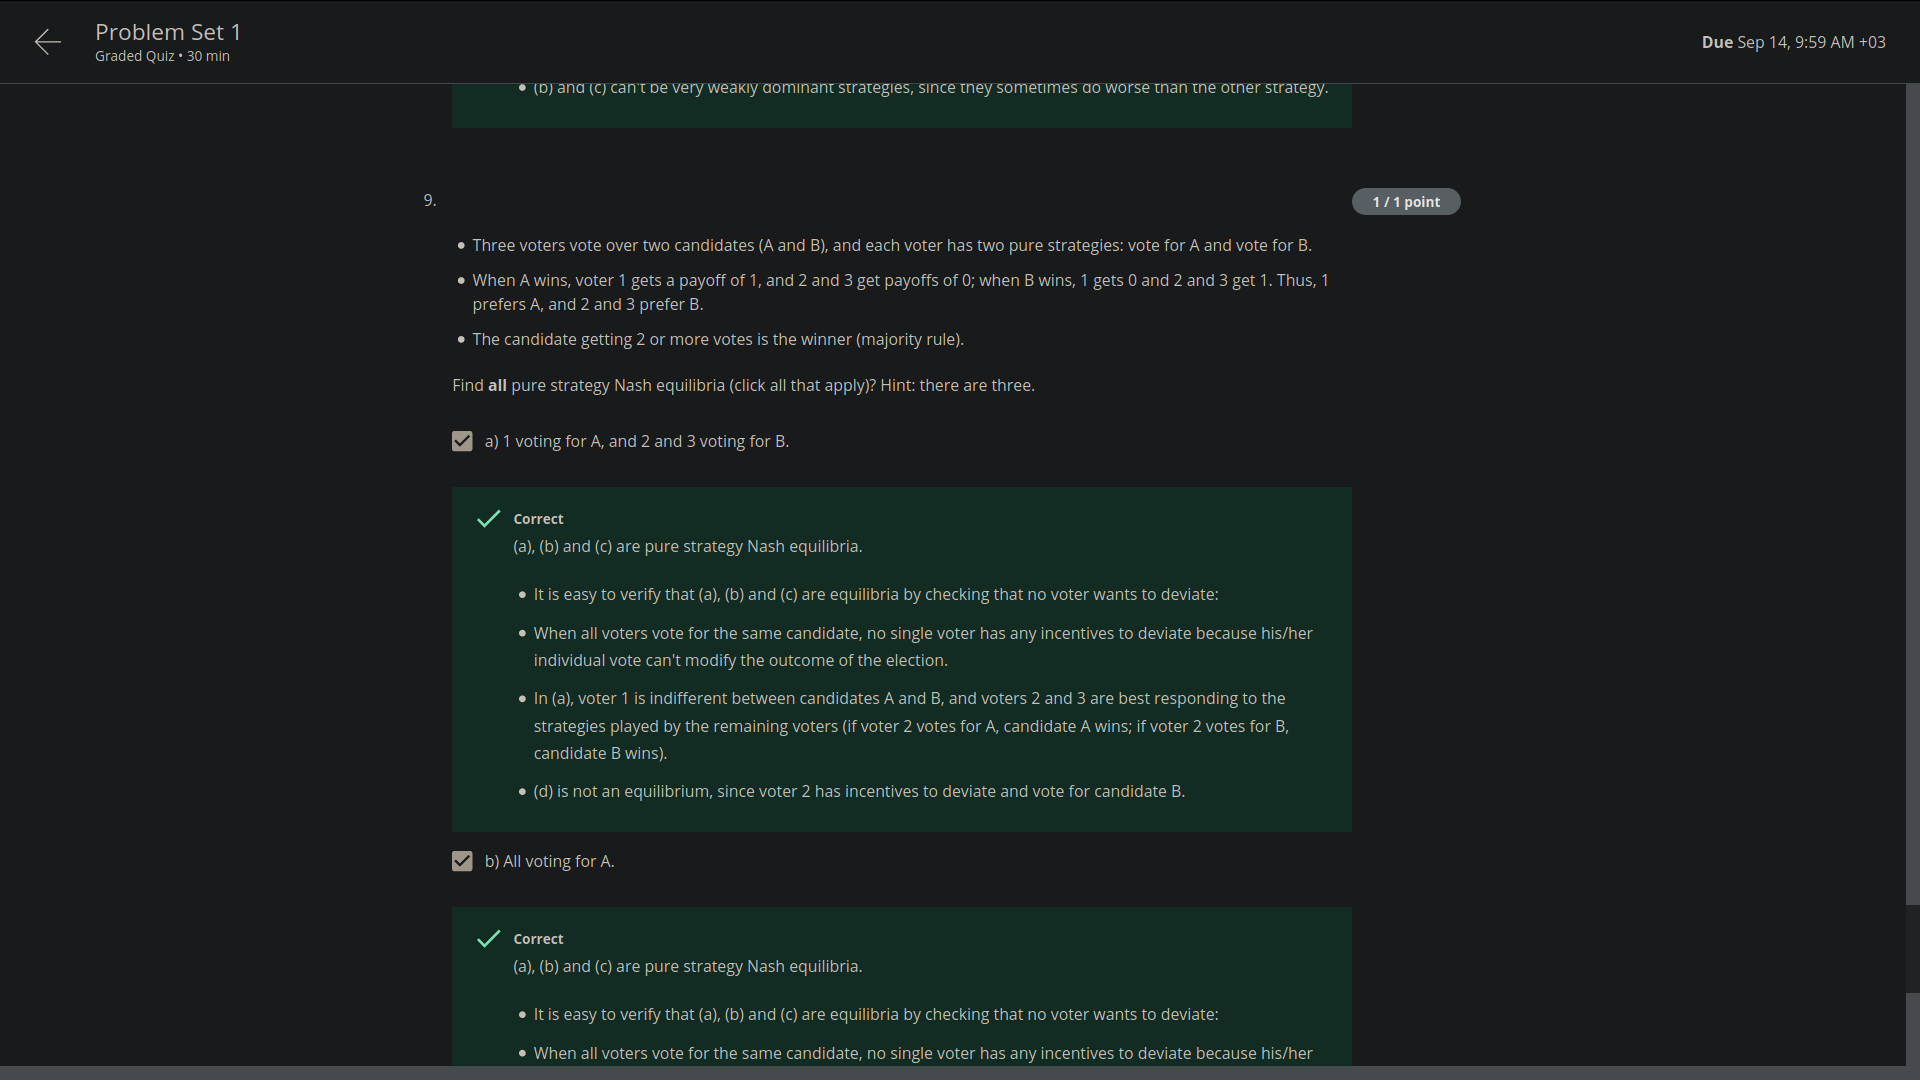 Problem Set 1
Graded Quiz • 30 min
Due Sep 14, 9:59 AM +03
• (b) and (c) can't be very weakly dominant strategies, since they sometimes do worse than the other strategy.
9.
1 / 1 point
• Three voters vote over two candidates (A and B), and each voter has two pure strategies: vote for A and vote for B.
• When A wins, voter 1 gets a payoff of 1, and 2 and 3 get payoffs of 0; when B wins, 1 gets 0 and 2 and 3 get 1. Thus, 1
prefers A, and 2 and 3 prefer B.
• The candidate getting 2 or more votes is the winner (majority rule).
Find all pure strategy Nash equilibria (click all that apply)? Hint: there are three.
a) 1 voting for A, and 2 and 3 voting for B.
Correct
(a), (b) and (c) are pure strategy Nash equilibria.
• It is easy to verify that (a), (b) and (c) are equilibria by checking that no voter wants to deviate:
• When all voters vote for the same candidate, no single voter has any incentives to deviate because his/her
individual vote can't modify the outcome of the election.
• In (a), voter 1 is indifferent between candidates A and B, and voters 2 and 3 are best responding to the
strategies played by the remaining voters (if voter 2 votes for A, candidate A wins; if voter 2 votes for B,
candidate B wins).
• (d) is not an equilibrium, since voter 2 has incentives to deviate and vote for candidate B.
b) All voting for A.
Correct
(a), (b) and (c) are pure strategy Nash equilibria.
• It is easy to verify that (a), (b) and (c) are equilibria by checking that no voter wants to deviate:
• When all voters vote for the same candidate, no single voter has any incentives to deviate because his/her